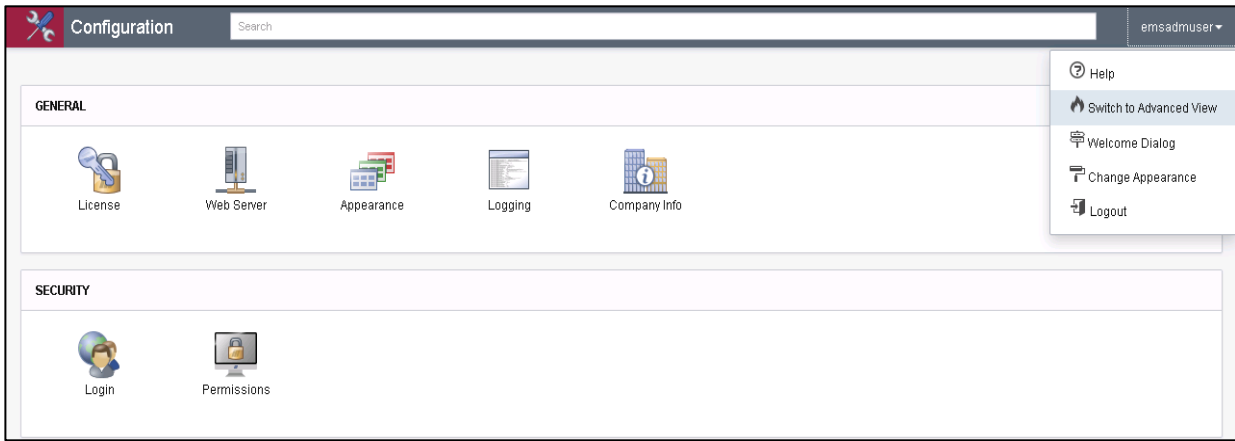 Configuration
Search
emsadmuser
Help
Switch to Advanced View
Welcome Dialog
Change Appearance
Logout
GENERAL
License
Web Server
Appearance
Logging
Company Info
SECURITY
Login
Permissions